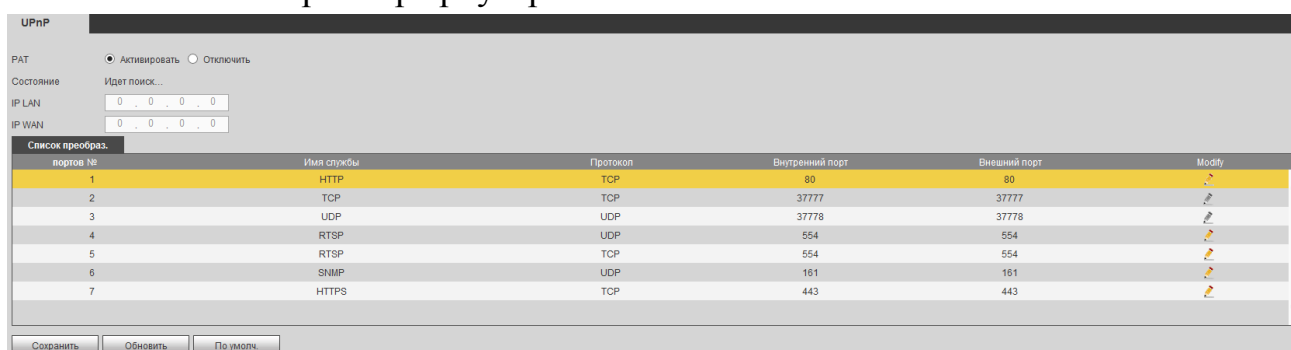 UPnP
PAT Активировать Отключить
Состояние Идет поиск...
IP LAN 0 . 0 . 0 . 0
IP WAN 0 . 0 . 0 . 0
Список преобраз.
портов № Имя службы Протокол Внутренний порт Внешний порт Modify
1 HTTP TCP 80 80
2 TCP TCP 37777 37777
3 UDP UDP 37778 37778
4 RTSP UDP 554 554
5 RTSP TCP 554 554
6 SNMP UDP 161 161
7 HTTPS TCP 443 443
Сохранить Обновить По умолч.